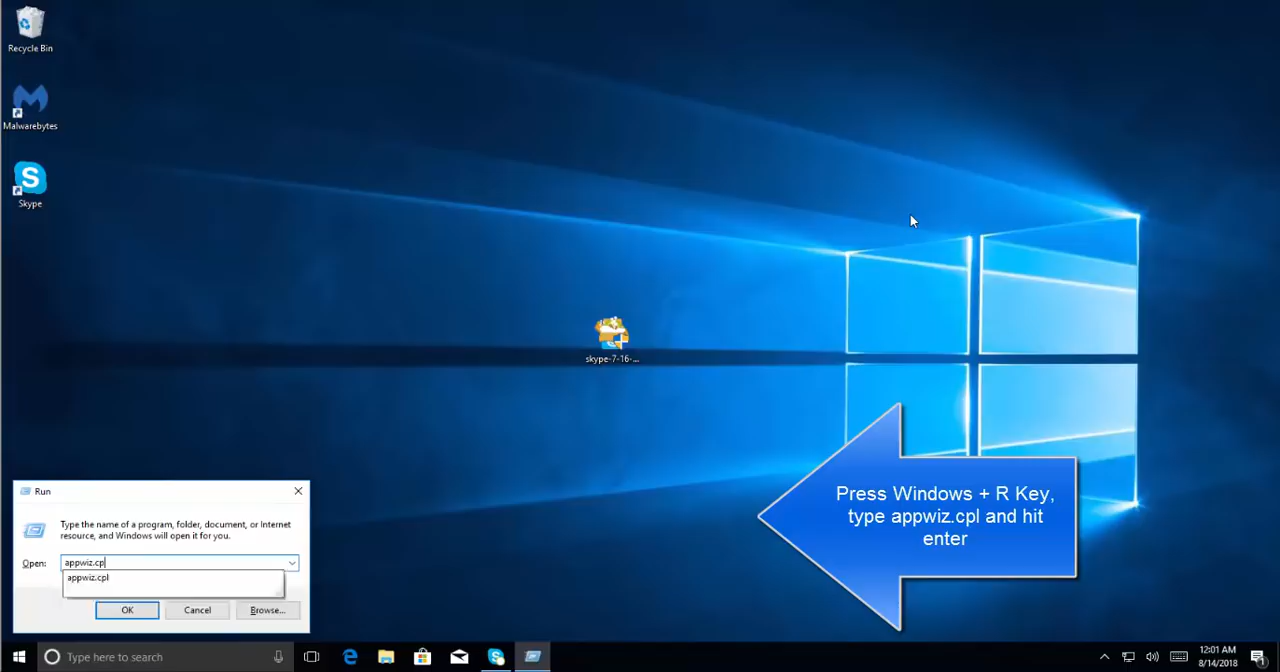 Recycle Bin
Malwarebytes
Skype
skype-7-16-...
Run
Type the name of a program, folder, document, or Internet
resource, and Windows will open it for you.
Open:
appwiz.cp
appwiz.cpl
OK
Cancel
Browse...
Press Windows + R Key,
type appwiz.cpl and hit
enter
Type here to search
12:01 AM
8/14/2018